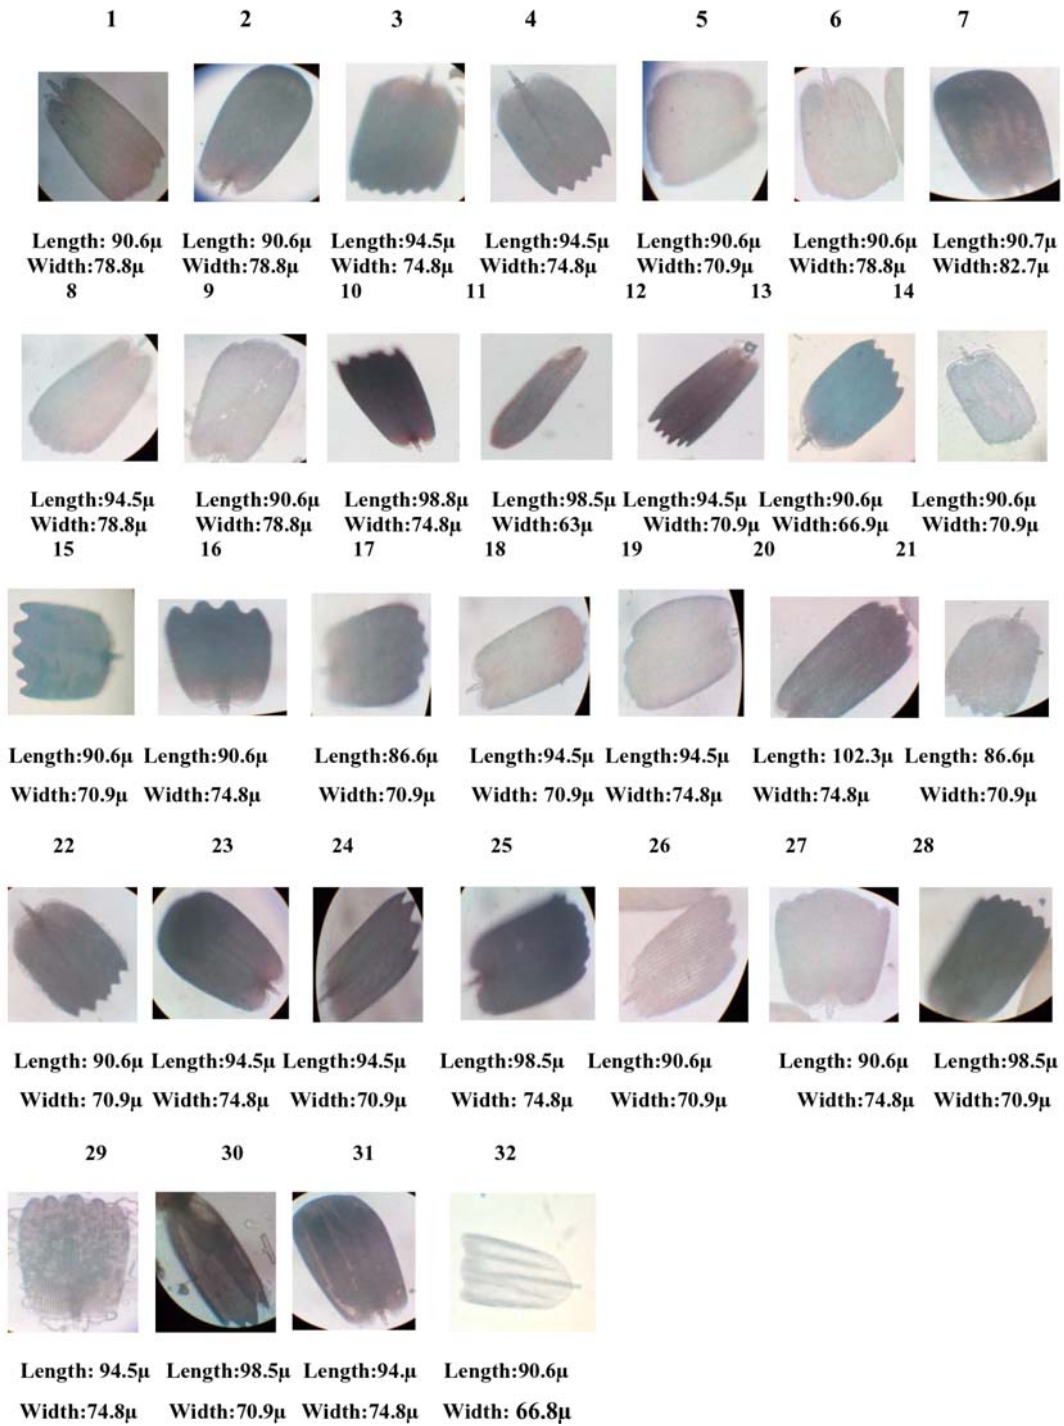 1 2 3 4 5 6 7
Length: 90.6µ Length: 90.6µ Length:94.5µ Length:94.5µ Length:90.6µ Length:90.6µ Length:90.7µ
Width:78.8µ Width:78.8µ Width: 74.8µ Width:74.8µ Width:70.9µ Width:78.8µ Width:82.7µ
8 9 10 11 12 13 14
Length:94.5µ Length:90.6µ Length:98.8µ Length:98.5µ Length:94.5µ Length:90.6µ Length:90.6µ
Width:78.8µ Width:78.8µ Width:74.8µ Width:63µ Width:70.9µ Width:66.9µ Width:70.9µ
15 16 17 18 19 20 21
Length:90.6µ Length:90.6µ Length:86.6µ Length:94.5µ Length:94.5µ Length: 102.3µ Length: 86.6µ
Width:70.9µ Width:74.8µ Width:70.9µ Width: 70.9µ Width:74.8µ Width:74.8µ Width:70.9µ
22 23 24 25 26 27 28
Length: 90.6µ Length:94.5µ Length:94.5µ Length:98.5µ Length:90.6µ Length: 90.6µ Length:98.5µ
Width: 70.9µ Width:74.8µ Width:70.9µ Width: 74.8µ Width:70.9µ Width:74.8µ Width:70.9µ
29 30 31 32
Length: 94.5µ Length:98.5µ Length:94.µ Length:90.6µ
Width:74.8µ Width:70.9µ Width:74.8µ Width: 66.8µ